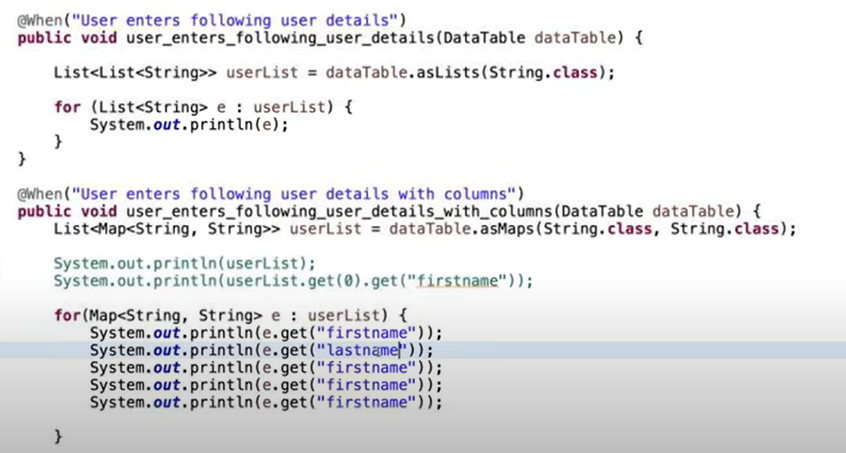 @When("User enters following user details")
public void user_enters_following_user_details(DataTable dataTable) {
List<List<String>> userList = dataTable.asLists(String.class);
for (List<String> e : userList) {
System.out.println(e);
}
}
@When("User enters following user details with columns")
public void user_enters_following_user_details_with_columns(DataTable dataTable) {
List<Map<String, String>> userList = dataTable.asMaps(String.class, String.class);
System.out.println(userList);
System.out.println(userList.get(0).get("firstname"));
for(Map<String, String> e : userList) {
System.out.println(e.get("firstname"));
System.out.println(e.get("lastname"));
System.out.println(e.get("firstname"));
System.out.println(e.get("firstname"));
System.out.println(e.get("firstname"));
}